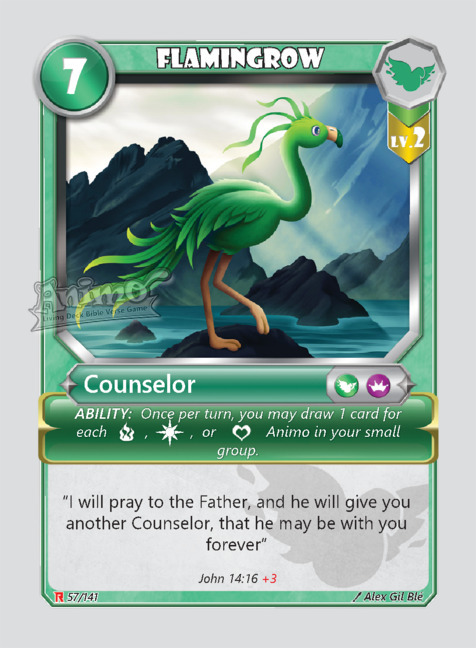 7
FLAMINGROW
LV.2
Animo
Living Deck Bible Verse Game
Counselor
ABILITY: Once per turn, you may draw 1 card for
each , , or Animo in your small
group.
"I will pray to the Father, and he will give you
another Counselor, that he may be with you
forever"
John 14:16 +3
R 57/141
Alex Gil Ble